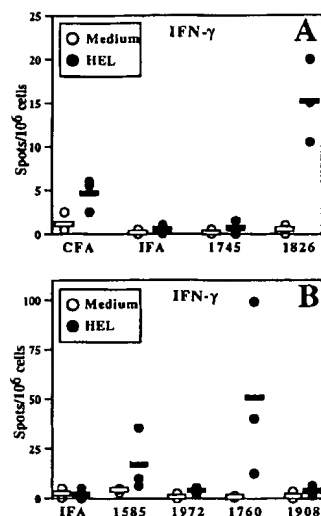 IFN-γ
A
Medium
HEL
Spots/10⁶ cells
25
20
15
10
5
0
CFA IFA 1745 1826
IFN-γ
B
Medium
HEL
Spots/10⁶ cells
100
75
50
25
0
IFA 1585 1972 1760 1908